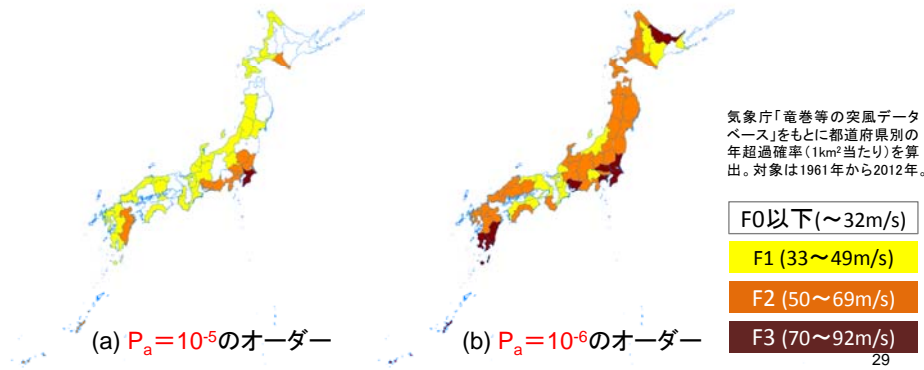 気象庁「竜巻等の突風データ
ベース」をもとに都道府県別の
年超過確率(1km²当たり)を算
出。対象は1961年から2012年。
F0以下(～32m/s)
F1 (33～49m/s)
F2 (50～69m/s)
F3 (70～92m/s)
(a) Pa＝10-5のオーダー
(b) Pa＝10-6のオーダー
29